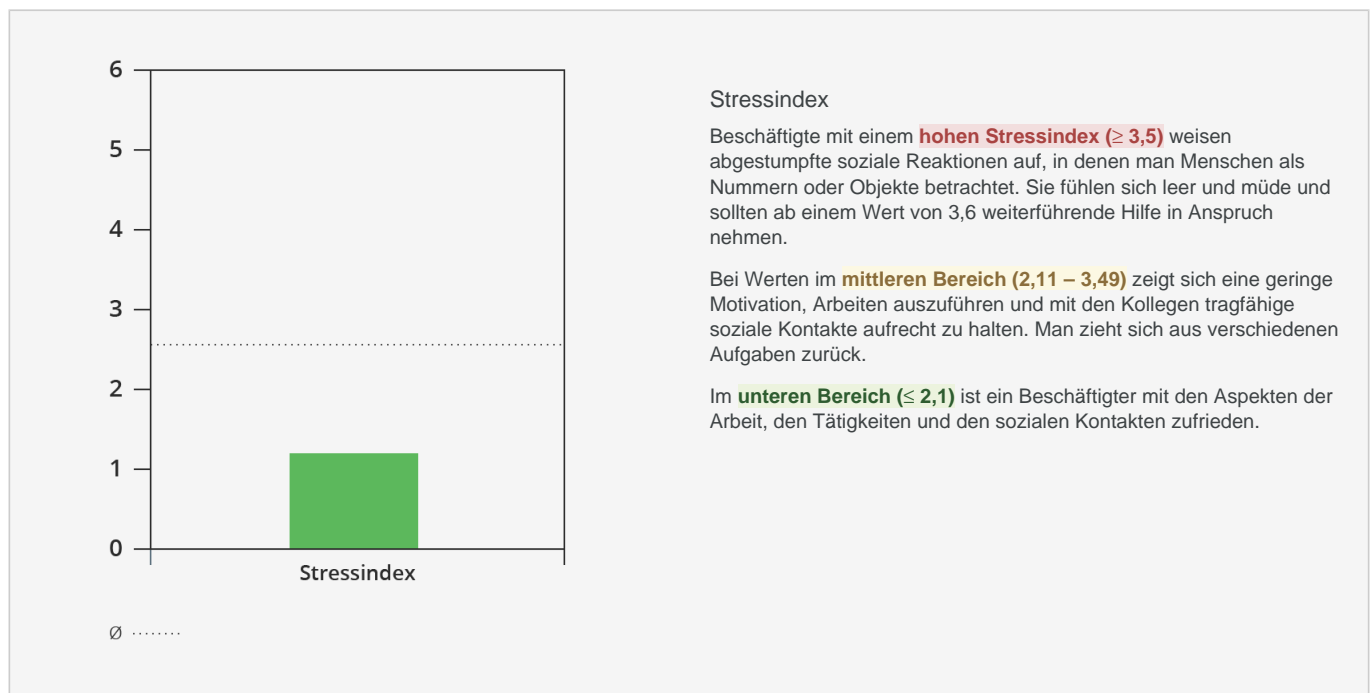 6
5
4
3
2
1
0
Stressindex
Ø ········
Stressindex
Beschäftigte mit einem hohen Stressindex (≥ 3,5) weisen
abgestumpfte soziale Reaktionen auf, in denen man Menschen als
Nummern oder Objekte betrachtet. Sie fühlen sich leer und müde und
sollten ab einem Wert von 3,6 weiterführende Hilfe in Anspruch
nehmen.
Bei Werten im mittleren Bereich (2,11 – 3,49) zeigt sich eine geringe
Motivation, Arbeiten auszuführen und mit den Kollegen tragfähige
soziale Kontakte aufrecht zu halten. Man zieht sich aus verschiedenen
Aufgaben zurück.
Im unteren Bereich (≤ 2,1) ist ein Beschäftigter mit den Aspekten der
Arbeit, den Tätigkeiten und den sozialen Kontakten zufrieden.